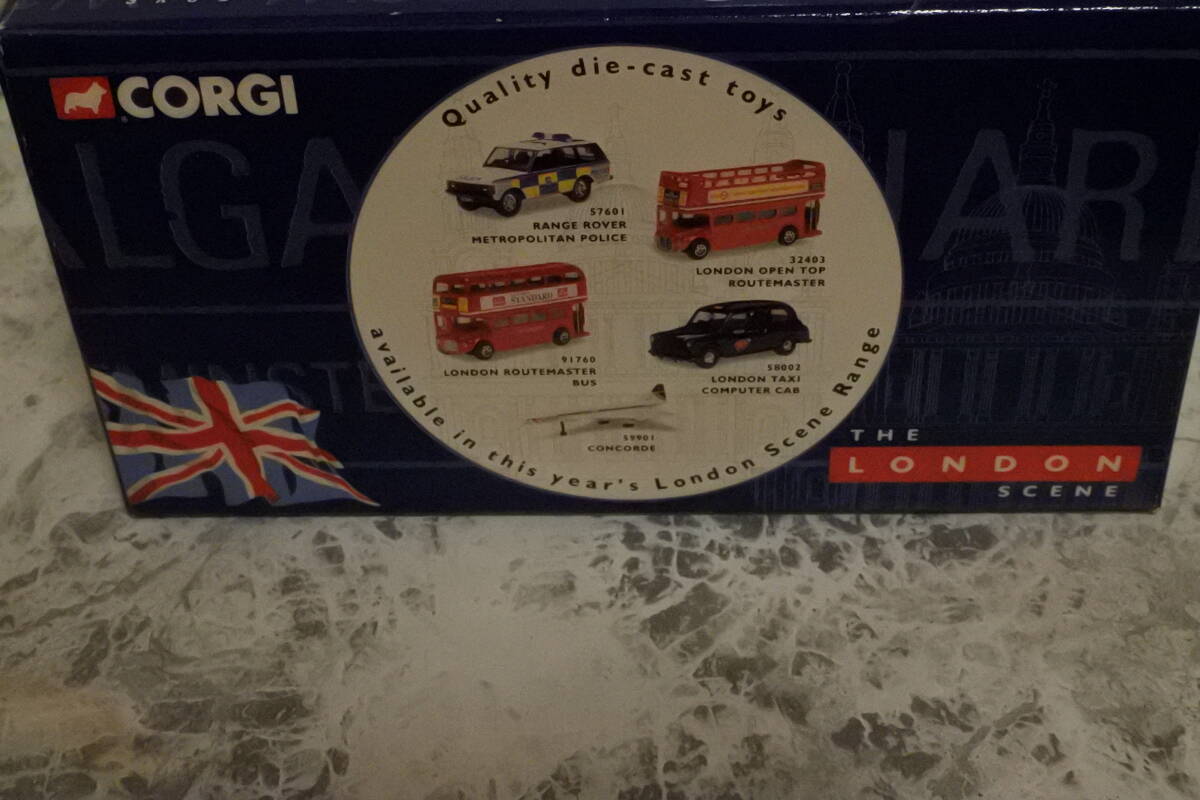 CORGI
Quality die-cast toys
57601
RANGE ROVER
METROPOLITAN POLICE
32403
LONDON OPEN TOP
ROUTEMASTER
STANDARD
91760
LONDON ROUTEMASTER
BUS
58002
LONDON TAXI
COMPUTER CAB
59901
CONCORDE
available in this year's London Scene Range
THE
LONDON
SCENE